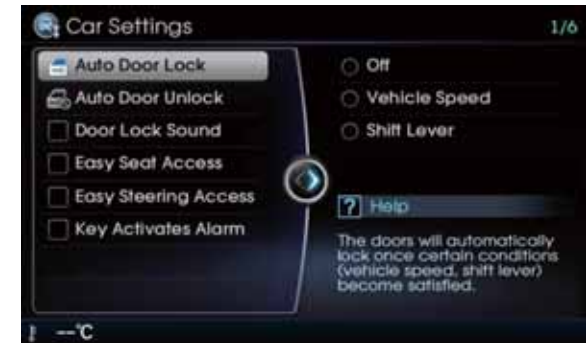 Car Settings
1/6
Auto Door Lock
Auto Door Unlock
Door Lock Sound
Easy Seat Access
Easy Steering Access
Key Activates Alarm
Off
Vehicle Speed
Shift Lever
? Help
The doors will automatically
lock once certain conditions
(vehicle speed, shift lever)
become satisfied.
--°C